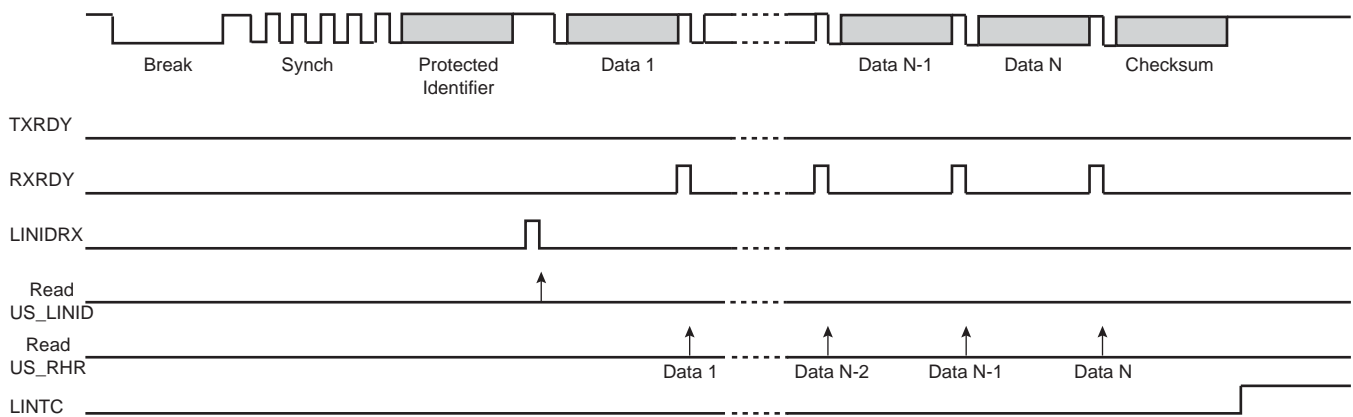 Break
Synch
Protected
Identifier
Data 1
Data N-1
Data N
Checksum
TXRDY
RXRDY
LINIDRX
Read
US_LINID
Read
US_RHR
Data 1
Data N-2
Data N-1
Data N
LINTC